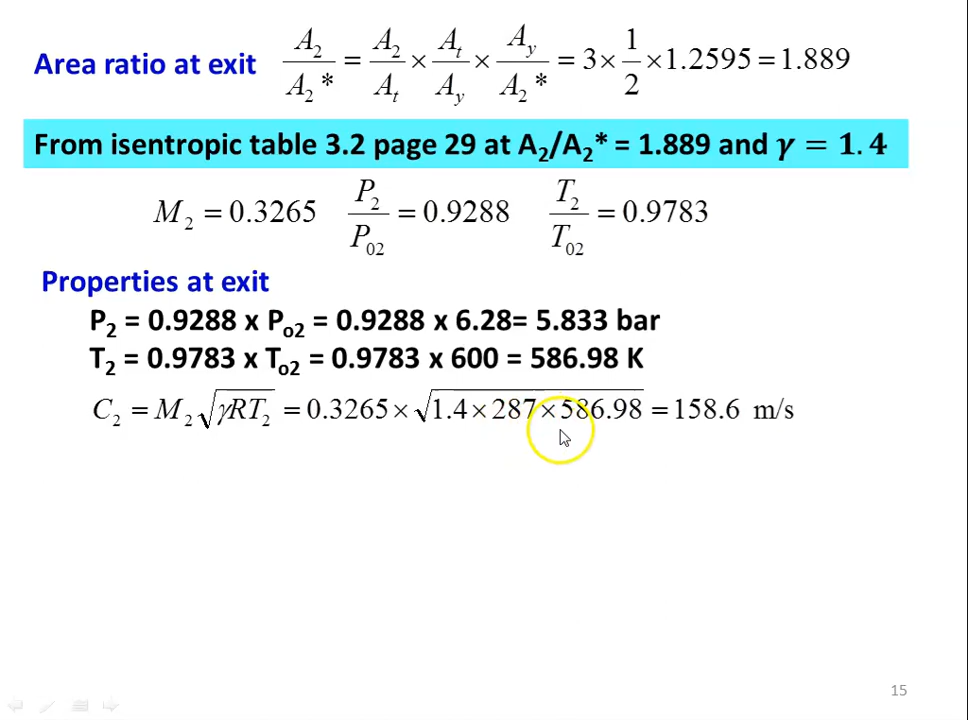 Area ratio at exit A₂/A₂* = A₂/Aₜ × Aₜ/Aᵧ × Aᵧ/A₂* = 3 × 1/2 × 1.2595 = 1.889
From isentropic table 3.2 page 29 at A₂/A₂* = 1.889 and γ = 1.4
M₂ = 0.3265 P₂/P₀₂ = 0.9288 T₂/T₀₂ = 0.9783
Properties at exit
P₂ = 0.9288 x Pₒ₂ = 0.9288 x 6.28= 5.833 bar
T₂ = 0.9783 x Tₒ₂ = 0.9783 x 600 = 586.98 K
C₂ = M₂√γRT₂ = 0.3265 × √1.4 × 287 × 586.98 = 158.6 m/s
15